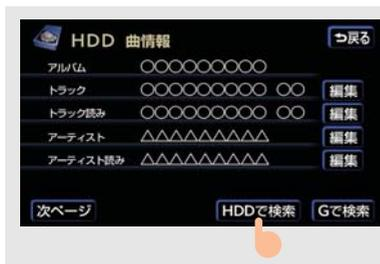 HDD 曲情報 戻る
アルバム ○○○○○○○○○
トラック ○○○○○○○○○ ○○ 編集
トラック読み ○○○○○○○○○ ○○ 編集
アーティスト △△△△△△△△△ 編集
アーティスト読み △△△△△△△△△ 編集
次ページ HDDで検索 Gで検索